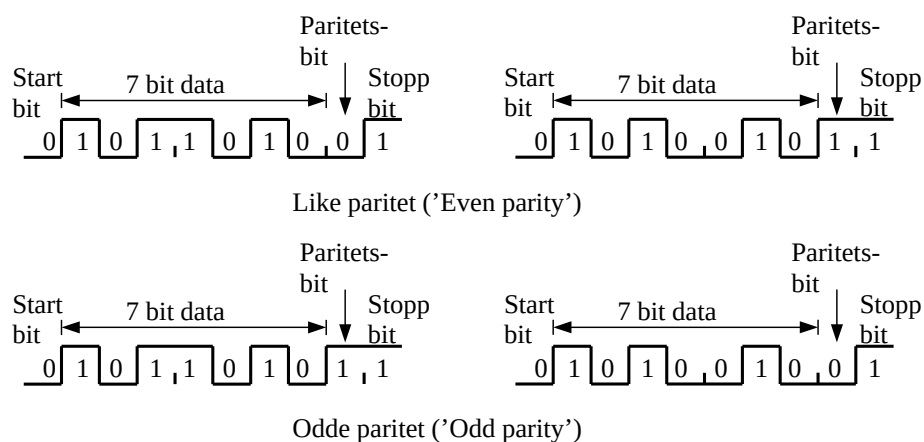 Paritets-
bit
Start
bit
7 bit data
Stopp
bit
0 1 0 1 1 0 1 0 0 1
Paritets-
bit
7 bit data
Stopp
bit
Start
bit
0 1 0 1 0 0 1 0 1 1
Like paritet ('Even parity')
Paritets-
bit
Start
bit
7 bit data
Stopp
bit
0 1 0 1 1 0 1 0 1 1
Paritets-
bit
Start
bit
7 bit data
Stopp
bit
0 1 0 1 0 0 1 0 0 1
Odde paritet ('Odd parity')